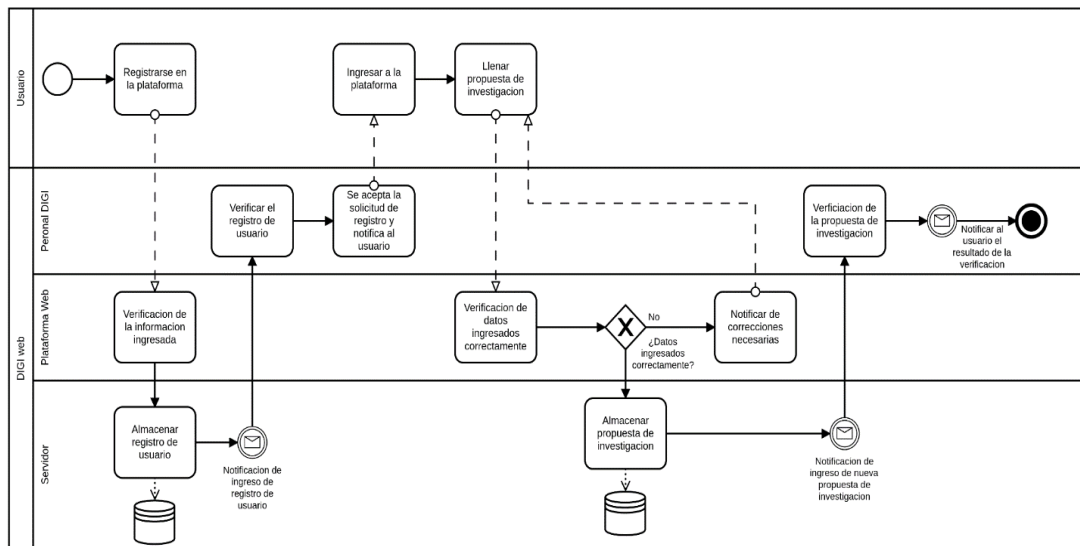 Usuario
Registrarse en
la plataforma
Ingresar a la
plataforma
Llenar
propuesta de
investigacion
DIGI web
Peronal DIGI
Verificar el
registro de
usuario
Se acepta la
solicitud de
registro y
notifica al
usuario
Verficiacion de
la propuesta de
investigacion
Notificar al
usuario el
resultado de la
verificacion
Plataforma Web
Verificacion de
la informacion
ingresada
Verificacion de
datos
ingresados
correctamente
No
¿Datos
ingresados
correctamente?
Notificar de
correcciones
necesarias
Servidor
Almacenar
registro de
usuario
Notificacion de
ingreso de
registro de
usuario
Almacenar
propuesta de
investigacion
Notificacion de
ingreso de nueva
propuesta de
investigacion